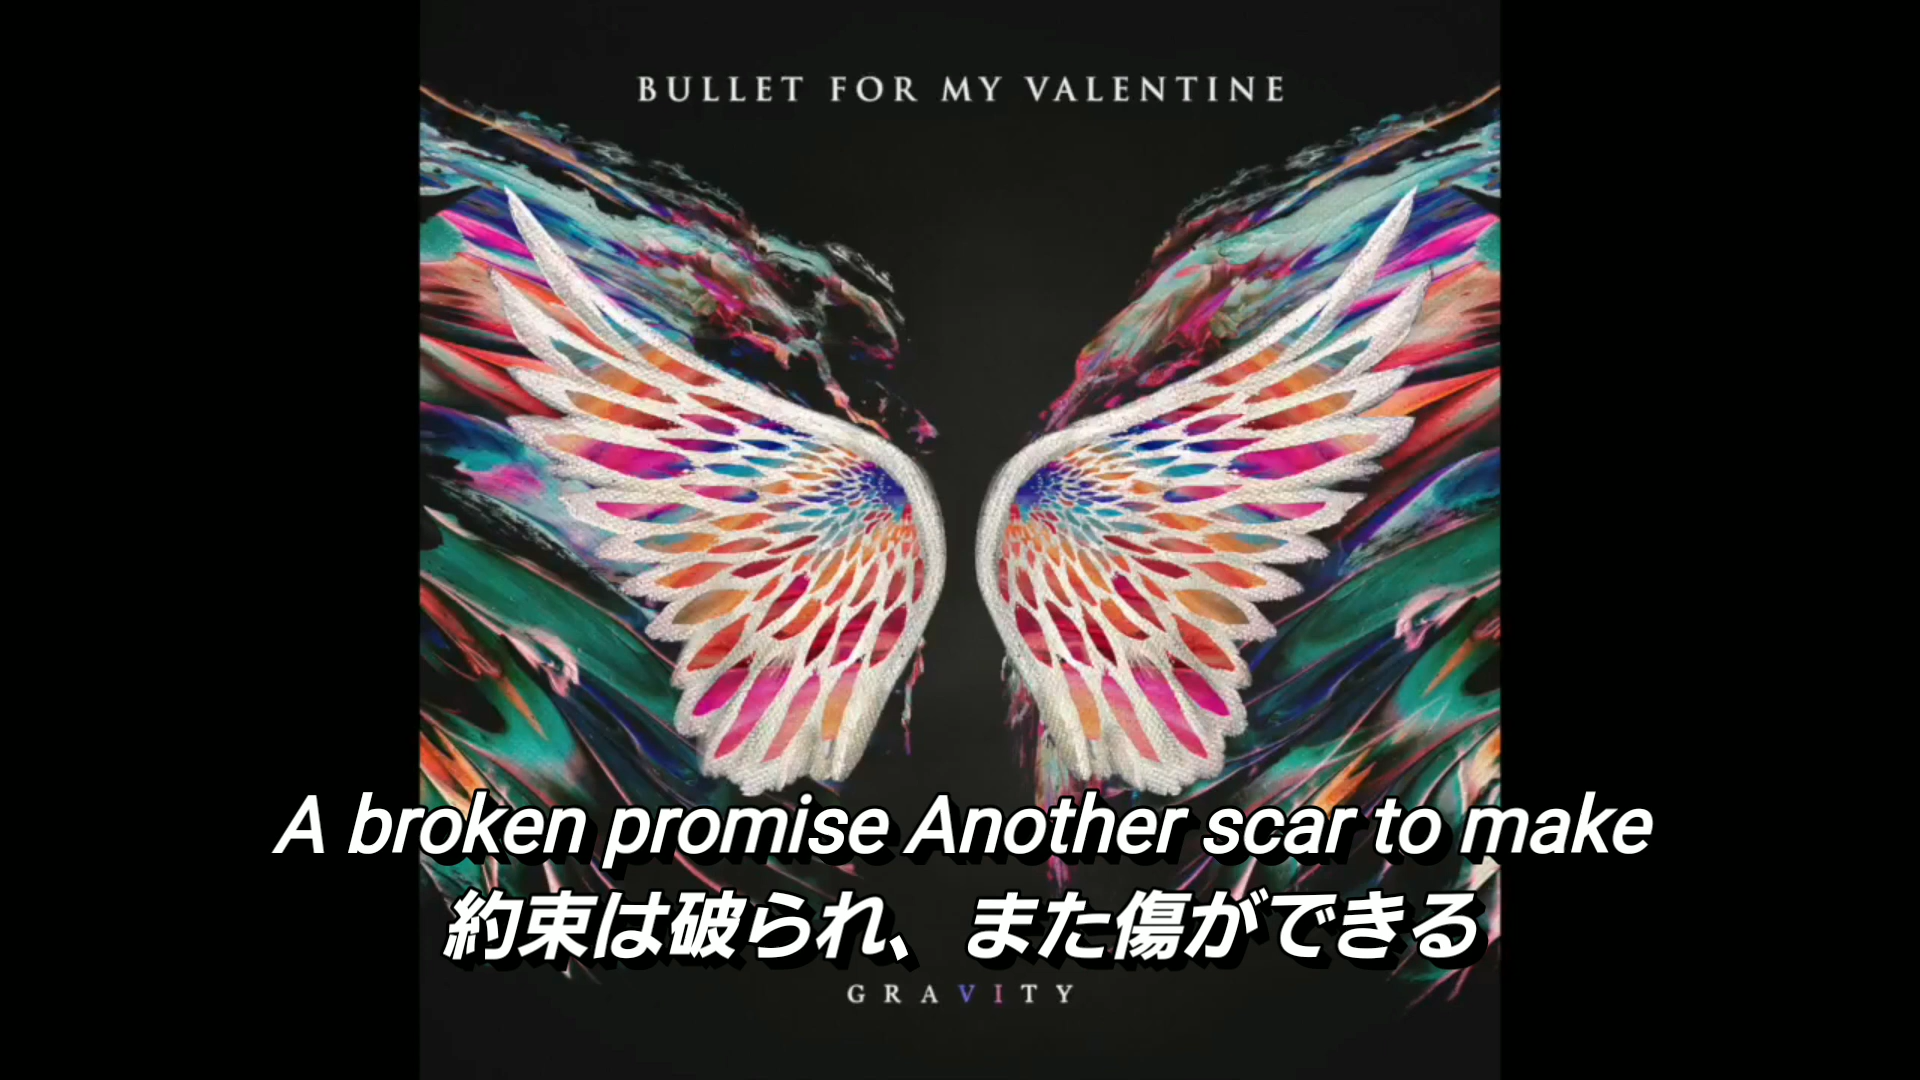 BULLET FOR MY VALENTINE
A broken promise Another scar to make
約束は破られ、また傷ができる
GRAVITY